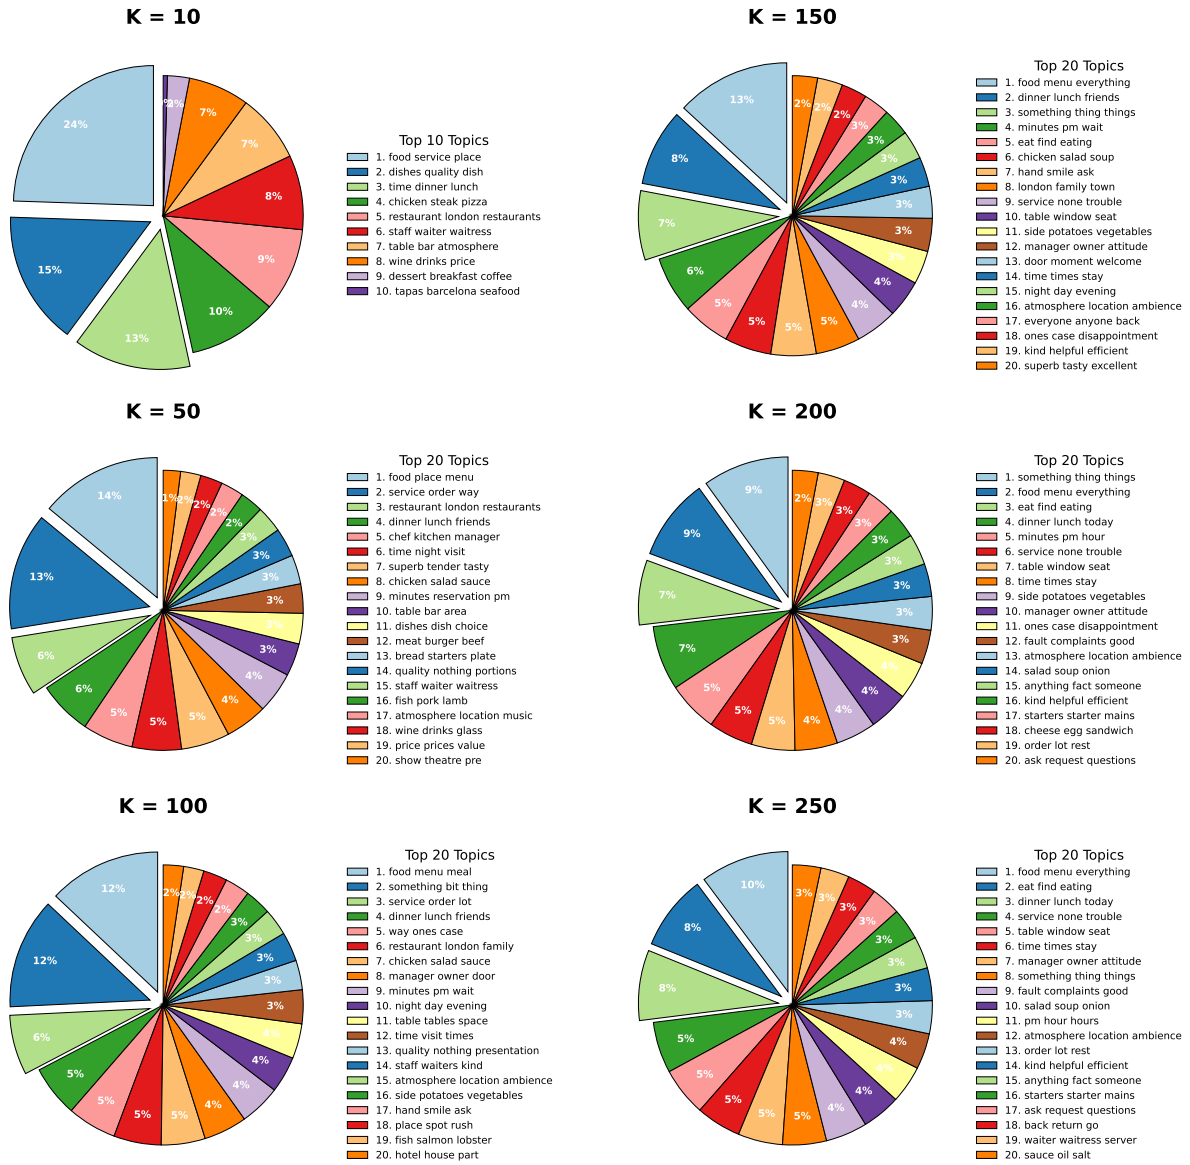 K = 10
24%
15%
13%
10%
9%
8%
7%
7%
2%
Top 10 Topics
1. food service place
2. dishes quality dish
3. time dinner lunch
4. chicken steak pizza
5. restaurant london restaurants
6. staff waiter waitress
7. table bar atmosphere
8. wine drinks price
9. dessert breakfast coffee
10. tapas barcelona seafood
K = 150
13%
8%
7%
6%
5%
5%
5%
5%
4%
4%
3%
3%
3%
3%
3%
3%
3%
2%
2%
2%
Top 20 Topics
1. food menu everything
2. dinner lunch friends
3. something thing things
4. minutes pm wait
5. eat find eating
6. chicken salad soup
7. hand smile ask
8. london family town
9. service none trouble
10. table window seat
11. side potatoes vegetables
12. manager owner attitude
13. door moment welcome
14. time times stay
15. night day evening
16. atmosphere location ambience
17. everyone anyone back
18. ones case disappointment
19. kind helpful efficient
20. superb tasty excellent
K = 50
14%
13%
6%
6%
5%
5%
5%
4%
4%
3%
3%
3%
3%
3%
3%
2%
2%
2%
2%
1%
Top 20 Topics
1. food place menu
2. service order way
3. restaurant london restaurants
4. dinner lunch friends
5. chef kitchen manager
6. time night visit
7. superb tender tasty
8. chicken salad sauce
9. minutes reservation pm
10. table bar area
11. dishes dish choice
12. meat burger beef
13. bread starters plate
14. quality nothing portions
15. staff waiter waitress
16. fish pork lamb
17. atmosphere location music
18. wine drinks glass
19. price prices value
20. show theatre pre
K = 200
9%
9%
7%
7%
5%
5%
5%
4%
4%
4%
4%
3%
3%
3%
3%
3%
3%
3%
3%
2%
Top 20 Topics
1. something thing things
2. food menu everything
3. eat find eating
4. dinner lunch today
5. minutes pm hour
6. service none trouble
7. table window seat
8. time times stay
9. side potatoes vegetables
10. manager owner attitude
11. ones case disappointment
12. fault complaints good
13. atmosphere location ambience
14. salad soup onion
15. anything fact someone
16. kind helpful efficient
17. starters starter mains
18. cheese egg sandwich
19. order lot rest
20. ask request questions
K = 100
12%
12%
6%
5%
5%
5%
5%
4%
4%
4%
4%
3%
3%
3%
3%
3%
2%
2%
2%
2%
Top 20 Topics
1. food menu meal
2. something bit thing
3. service order lot
4. dinner lunch friends
5. way ones case
6. restaurant london family
7. chicken salad sauce
8. manager owner door
9. minutes pm wait
10. night day evening
11. table tables space
12. time visit times
13. quality nothing presentation
14. staff waiters kind
15. atmosphere location ambience
16. side potatoes vegetables
17. hand smile ask
18. place spot rush
19. fish salmon lobster
20. hotel house part
K = 250
10%
8%
8%
5%
5%
5%
5%
5%
4%
4%
4%
4%
3%
3%
3%
3%
3%
3%
3%
3%
Top 20 Topics
1. food menu everything
2. eat find eating
3. dinner lunch today
4. service none trouble
5. table window seat
6. time times stay
7. manager owner attitude
8. something thing things
9. fault complaints good
10. salad soup onion
11. pm hour hours
12. atmosphere location ambience
13. order lot rest
14. kind helpful efficient
15. anything fact someone
16. starters starter mains
17. ask request questions
18. back return go
19. waiter waitress server
20. sauce oil salt